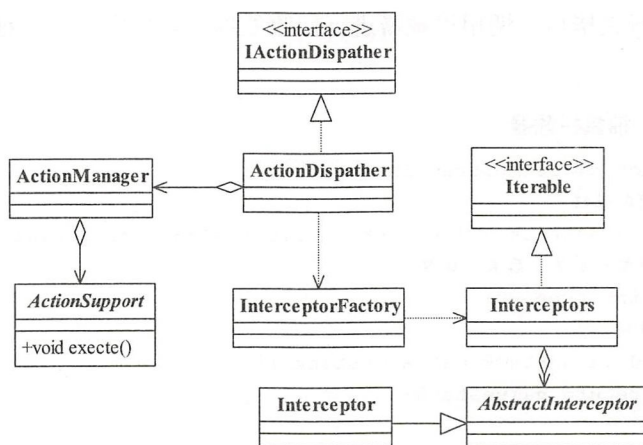 <<interface>>
IActionDispather
ActionManager
ActionDispather
<<interface>>
Iterable
ActionSupport
+void execte()
InterceptorFactory
Interceptors
Interceptor
AbstractInterceptor